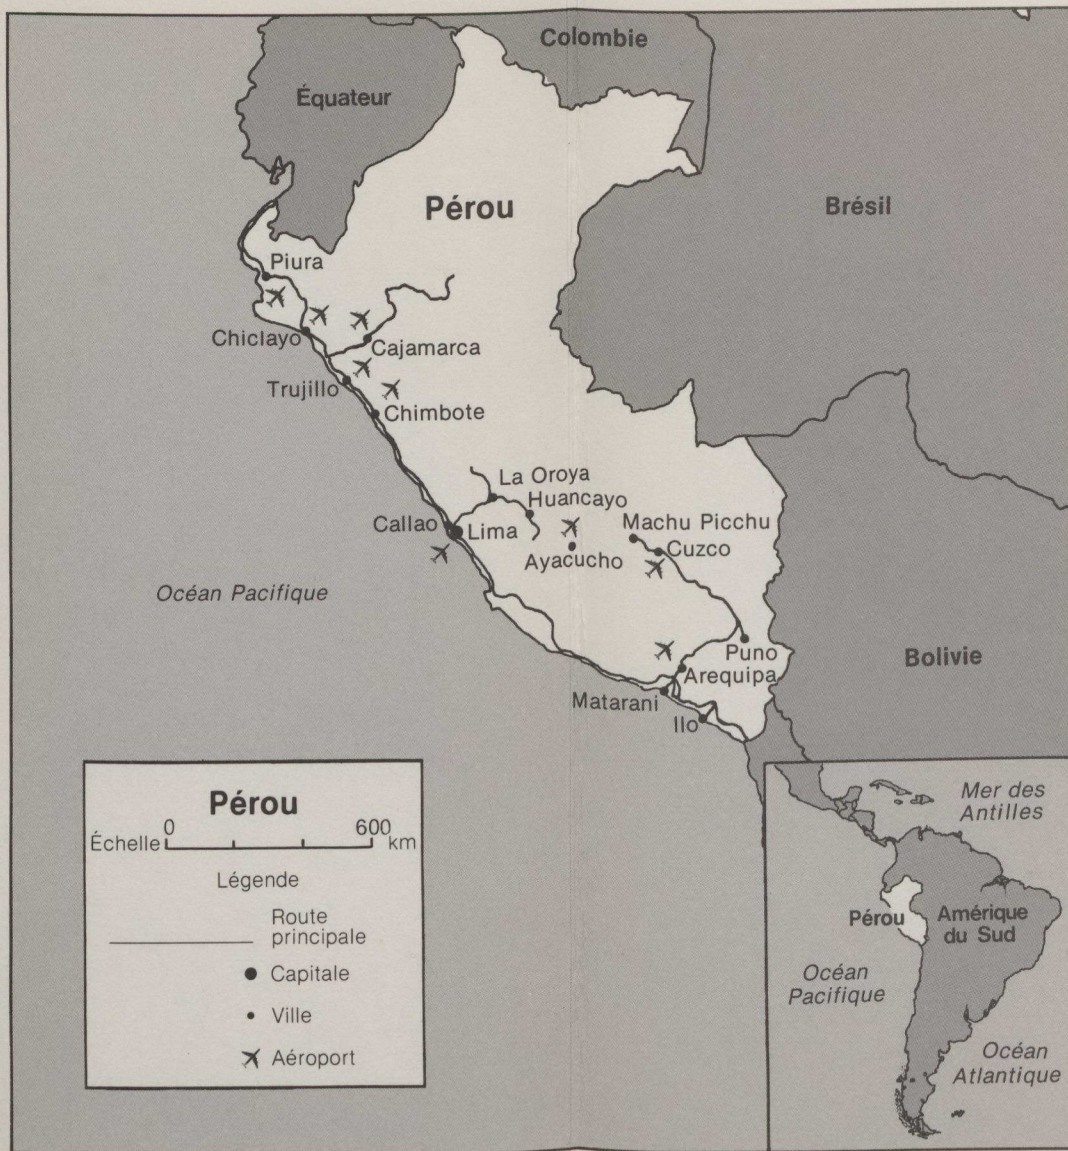 Colombie
Équateur
Pérou
Brésil
Piura
Chiclayo
Cajamarca
Trujillo
Chimbote
La Oroya
Huancayo
Callao
Lima
Machu Picchu
Ayacucho
Cuzco
Océan Pacifique
Puno
Arequipa
Bolivie
Matarani
Ilo
Pérou
0
600
Échelle
km
Légende
Route
principale
Capitale
Ville
Aéroport
Mer des
Antilles
Pérou
Amérique
du Sud
Océan
Pacifique
Océan
Atlantique